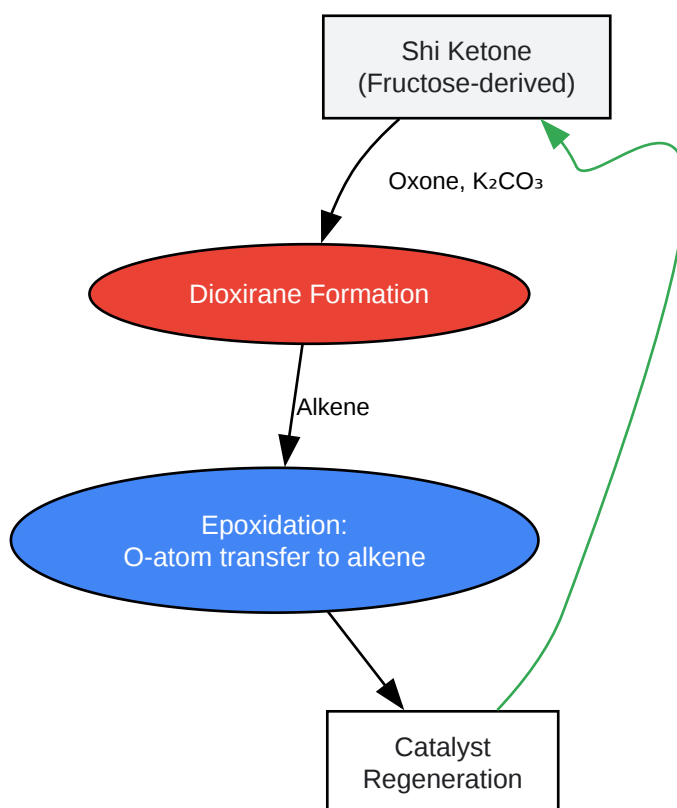 Shi Ketone
(Fructose-derived)
Oxone, K₂CO₃
Dioxirane Formation
Alkene
Epoxidation:
O-atom transfer to alkene
Catalyst
Regeneration